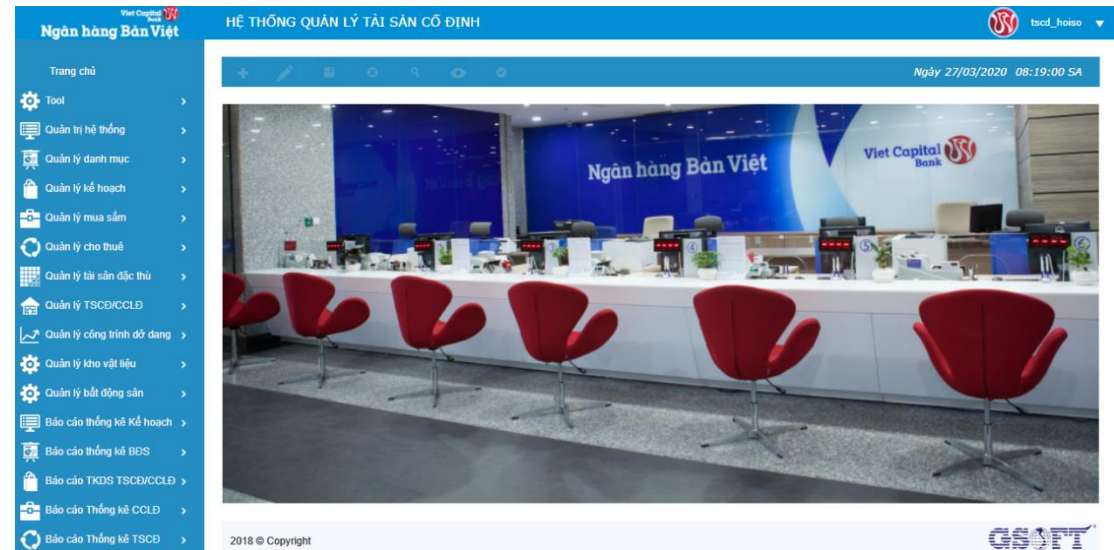 Viet Capital
Bank
Ngân hàng Bản Việt
HỆ THỐNG QUẢN LÝ TÀI SẢN CỐ ĐỊNH
tscd_hoiso
Trang chủ
Ngày 27/03/2020 08:19:00 SA
Tool
Quản trị hệ thống
Quản lý danh mục
Quản lý kế hoạch
Quản lý mua sắm
Quản lý cho thuê
Quản lý tài sản đặc thù
Quản lý TSCĐ/CCLĐ
Quản lý công trình dở dang
Quản lý kho vật liệu
Quản lý bất động sản
Báo cáo thống kê Kế hoạch
Báo cáo thống kê BĐS
Báo cáo TKDS TSCĐ/CCLĐ
Báo cáo Thống kê CCLĐ
Báo cáo Thống kê TSCĐ
Ngân hàng Bản Việt
Viet Capital
Bank
3
4
5
6
2018 © Copyright
GSOFT